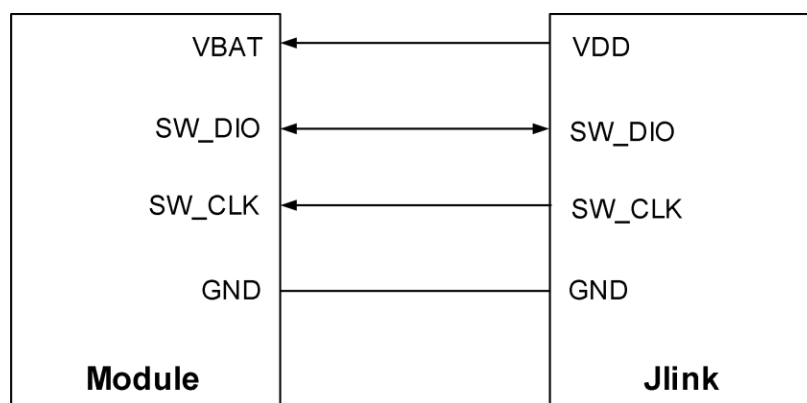 VBAT VDD
SW_DIO SW_DIO
SW_CLK SW_CLK
GND GND
Module Jlink